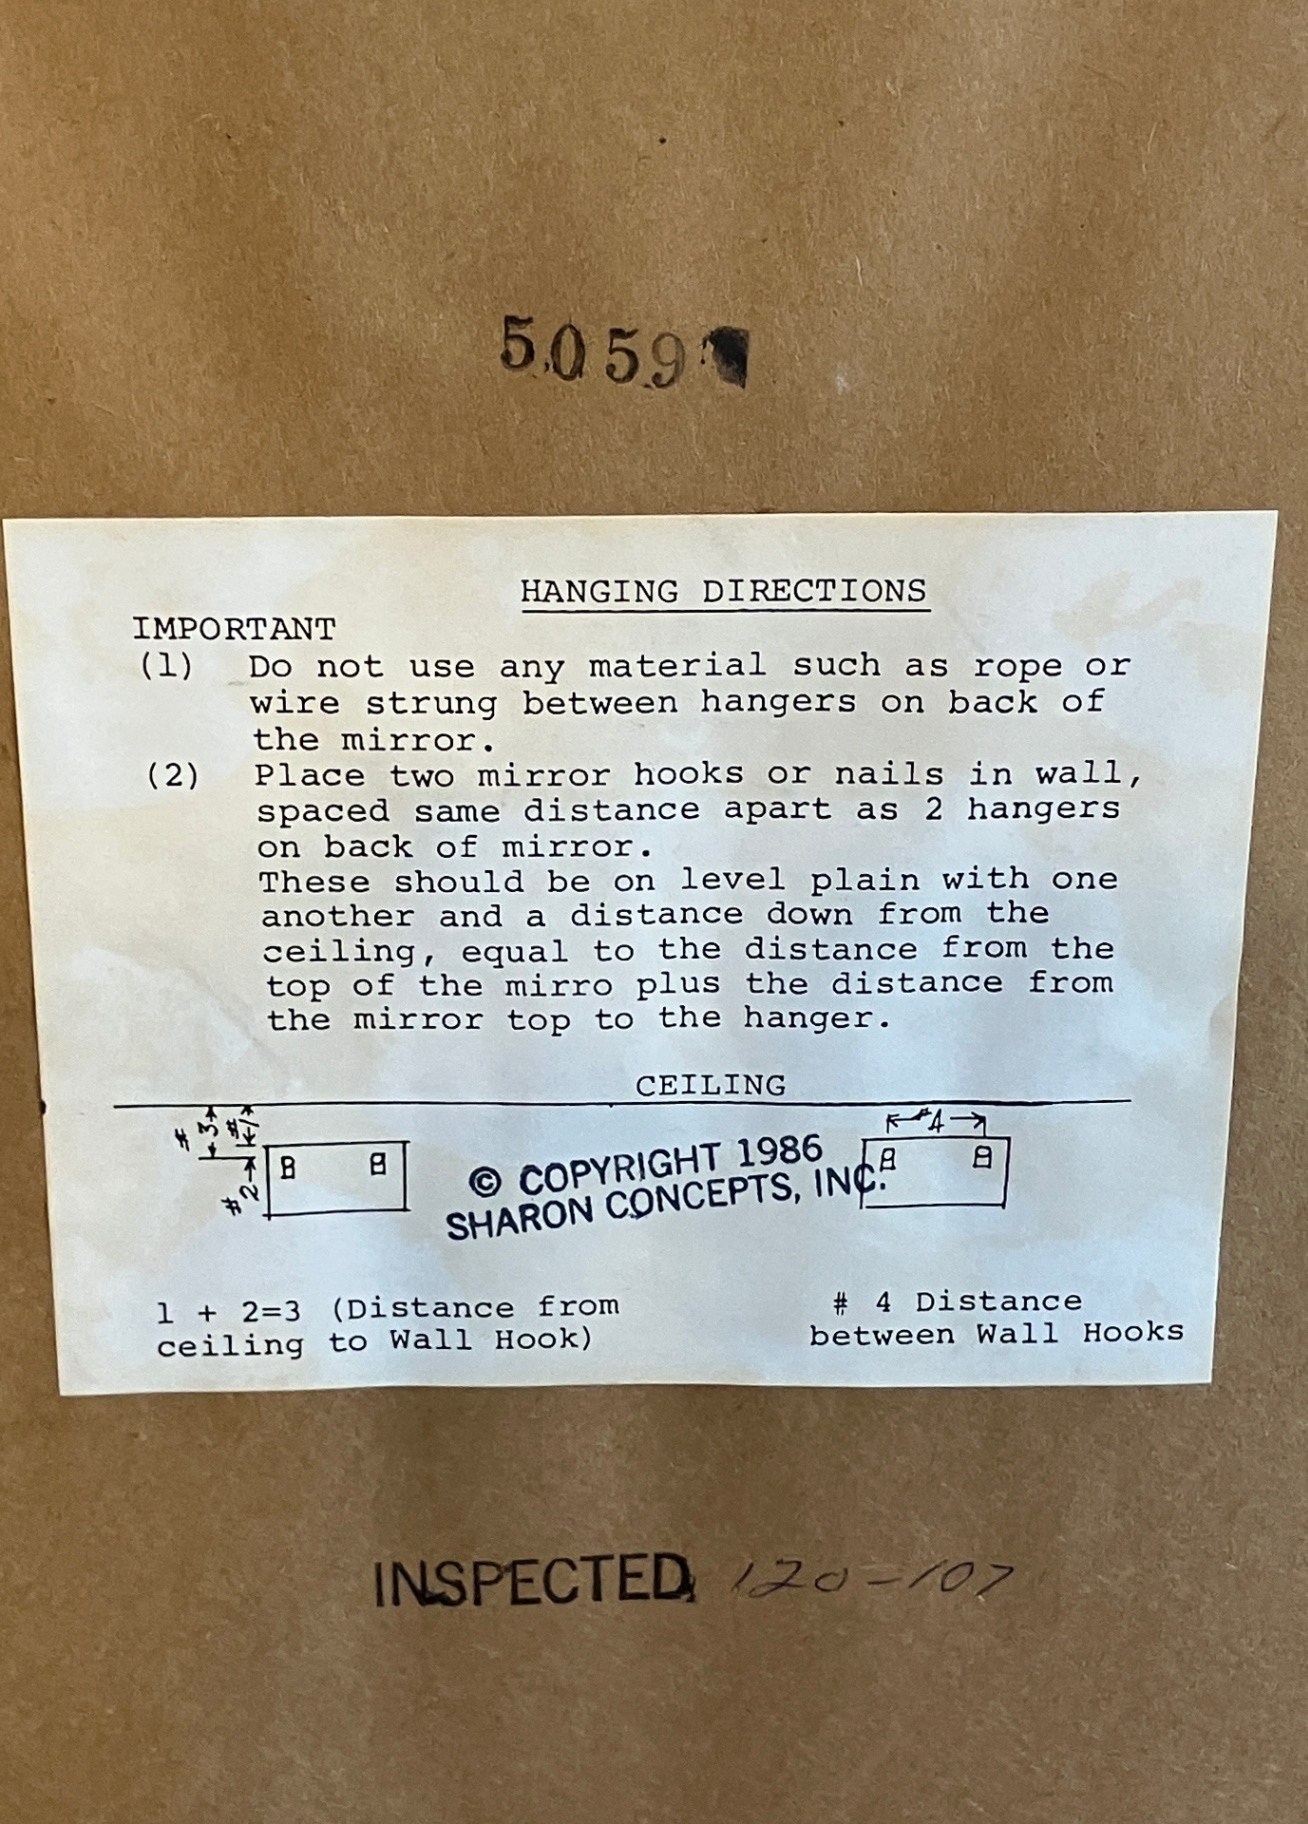 5059
HANGING DIRECTIONS
IMPORTANT
(1) Do not use any material such as rope or
wire strung between hangers on back of
the mirror.
(2) Place two mirror hooks or nails in wall,
spaced same distance apart as 2 hangers
on back of mirror.
These should be on level plain with one
another and a distance down from the
ceiling, equal to the distance from the
top of the mirro plus the distance from
the mirror top to the hanger.
CEILING
#3 #1 #4
#2
© COPYRIGHT 1986
SHARON CONCEPTS, INC.
1 + 2=3 (Distance from
ceiling to Wall Hook)
# 4 Distance
between Wall Hooks
INSPECTED 120-107